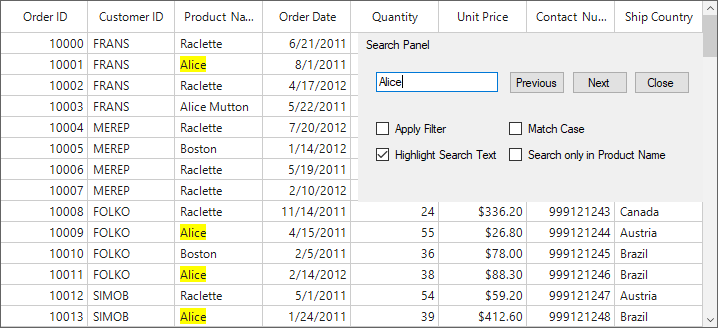 Order ID Customer ID Product Na... Order Date Quantity Unit Price Contact Nu... Ship Country
10000 FRANS Raclette 6/21/2011
10001 FRANS Alice 8/1/2011
10002 FRANS Raclette 4/17/2012
10003 FRANS Alice Mutton 5/22/2011
10004 MEREP Raclette 7/20/2012
10005 MEREP Boston 1/14/2012
10006 MEREP Raclette 5/19/2011
10007 MEREP Raclette 2/10/2012
10008 FOLKO Raclette 11/14/2011 24 $336.20 999121243 Canada
10009 FOLKO Alice 4/15/2011 55 $26.80 999121244 Austria
10010 FOLKO Boston 2/5/2011 36 $78.00 999121245 Brazil
10011 FOLKO Alice 2/14/2012 38 $88.30 999121246 Brazil
10012 SIMOB Raclette 5/1/2011 54 $59.20 999121247 Austria
10013 SIMOB Alice 1/24/2011 39 $412.60 999121248 Brazil
Search Panel
Alice Previous Next Close
Apply Filter Match Case
Highlight Search Text Search only in Product Name